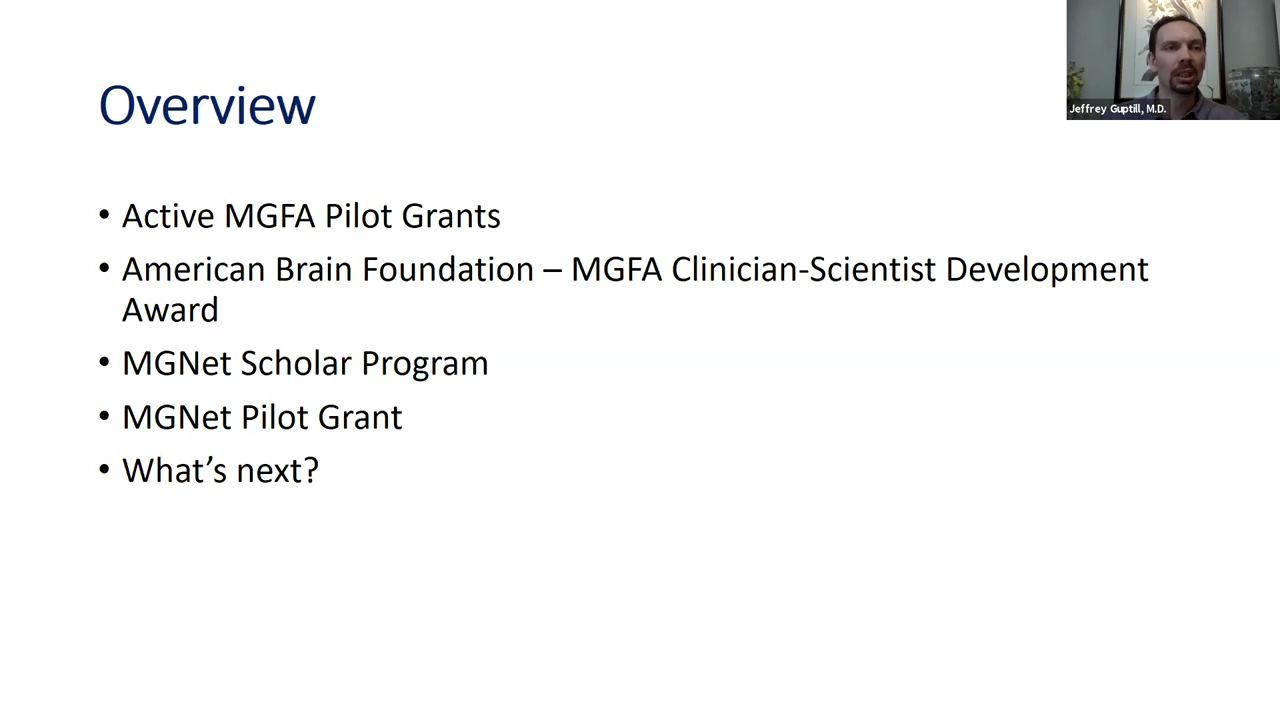 Overview
Jeffrey Guptill, M.D.
• Active MGFA Pilot Grants
• American Brain Foundation – MGFA Clinician-Scientist Development
Award
• MGNet Scholar Program
• MGNet Pilot Grant
• What’s next?